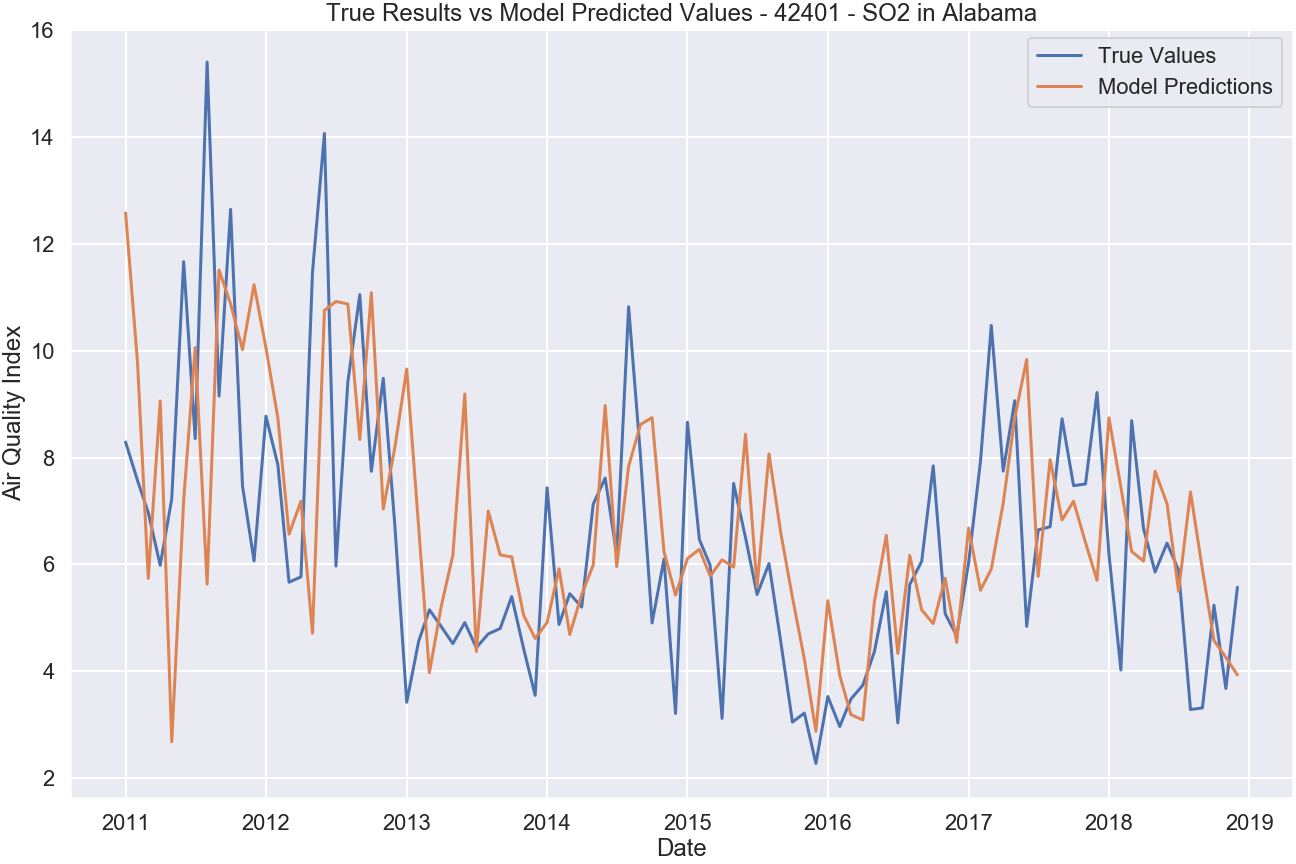 True Results vs Model Predicted Values - 42401 - SO2 in Alabama
True Values
Model Predictions
Air Quality Index
16
14
12
10
8
6
4
2
2011 2012 2013 2014 2015 2016 2017 2018 2019
Date